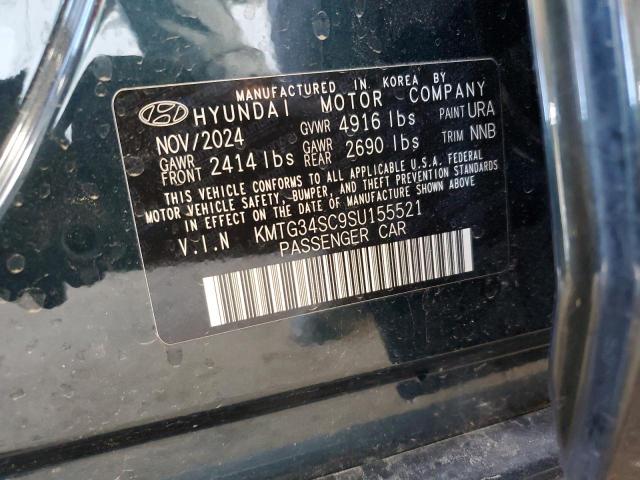 MANUFACTURED IN KOREA BY
HYUNDAI MOTOR COMPANY
NOV/2024 GVWR 4916 lbs PAINT URA
GAWR FRONT 2414 lbs GAWR REAR 2690 lbs TRIM NNB
THIS VEHICLE CONFORMS TO ALL APPLICABLE U.S.A. FEDERAL
MOTOR VEHICLE SAFETY, BUMPER, AND THEFT PREVENTION STANDARDS
IN EFFECT ON THE DATE OF MANUFACTURE SHOWN ABOVE.
V.I.N KMTG34SC9SU155521
PASSENGER CAR